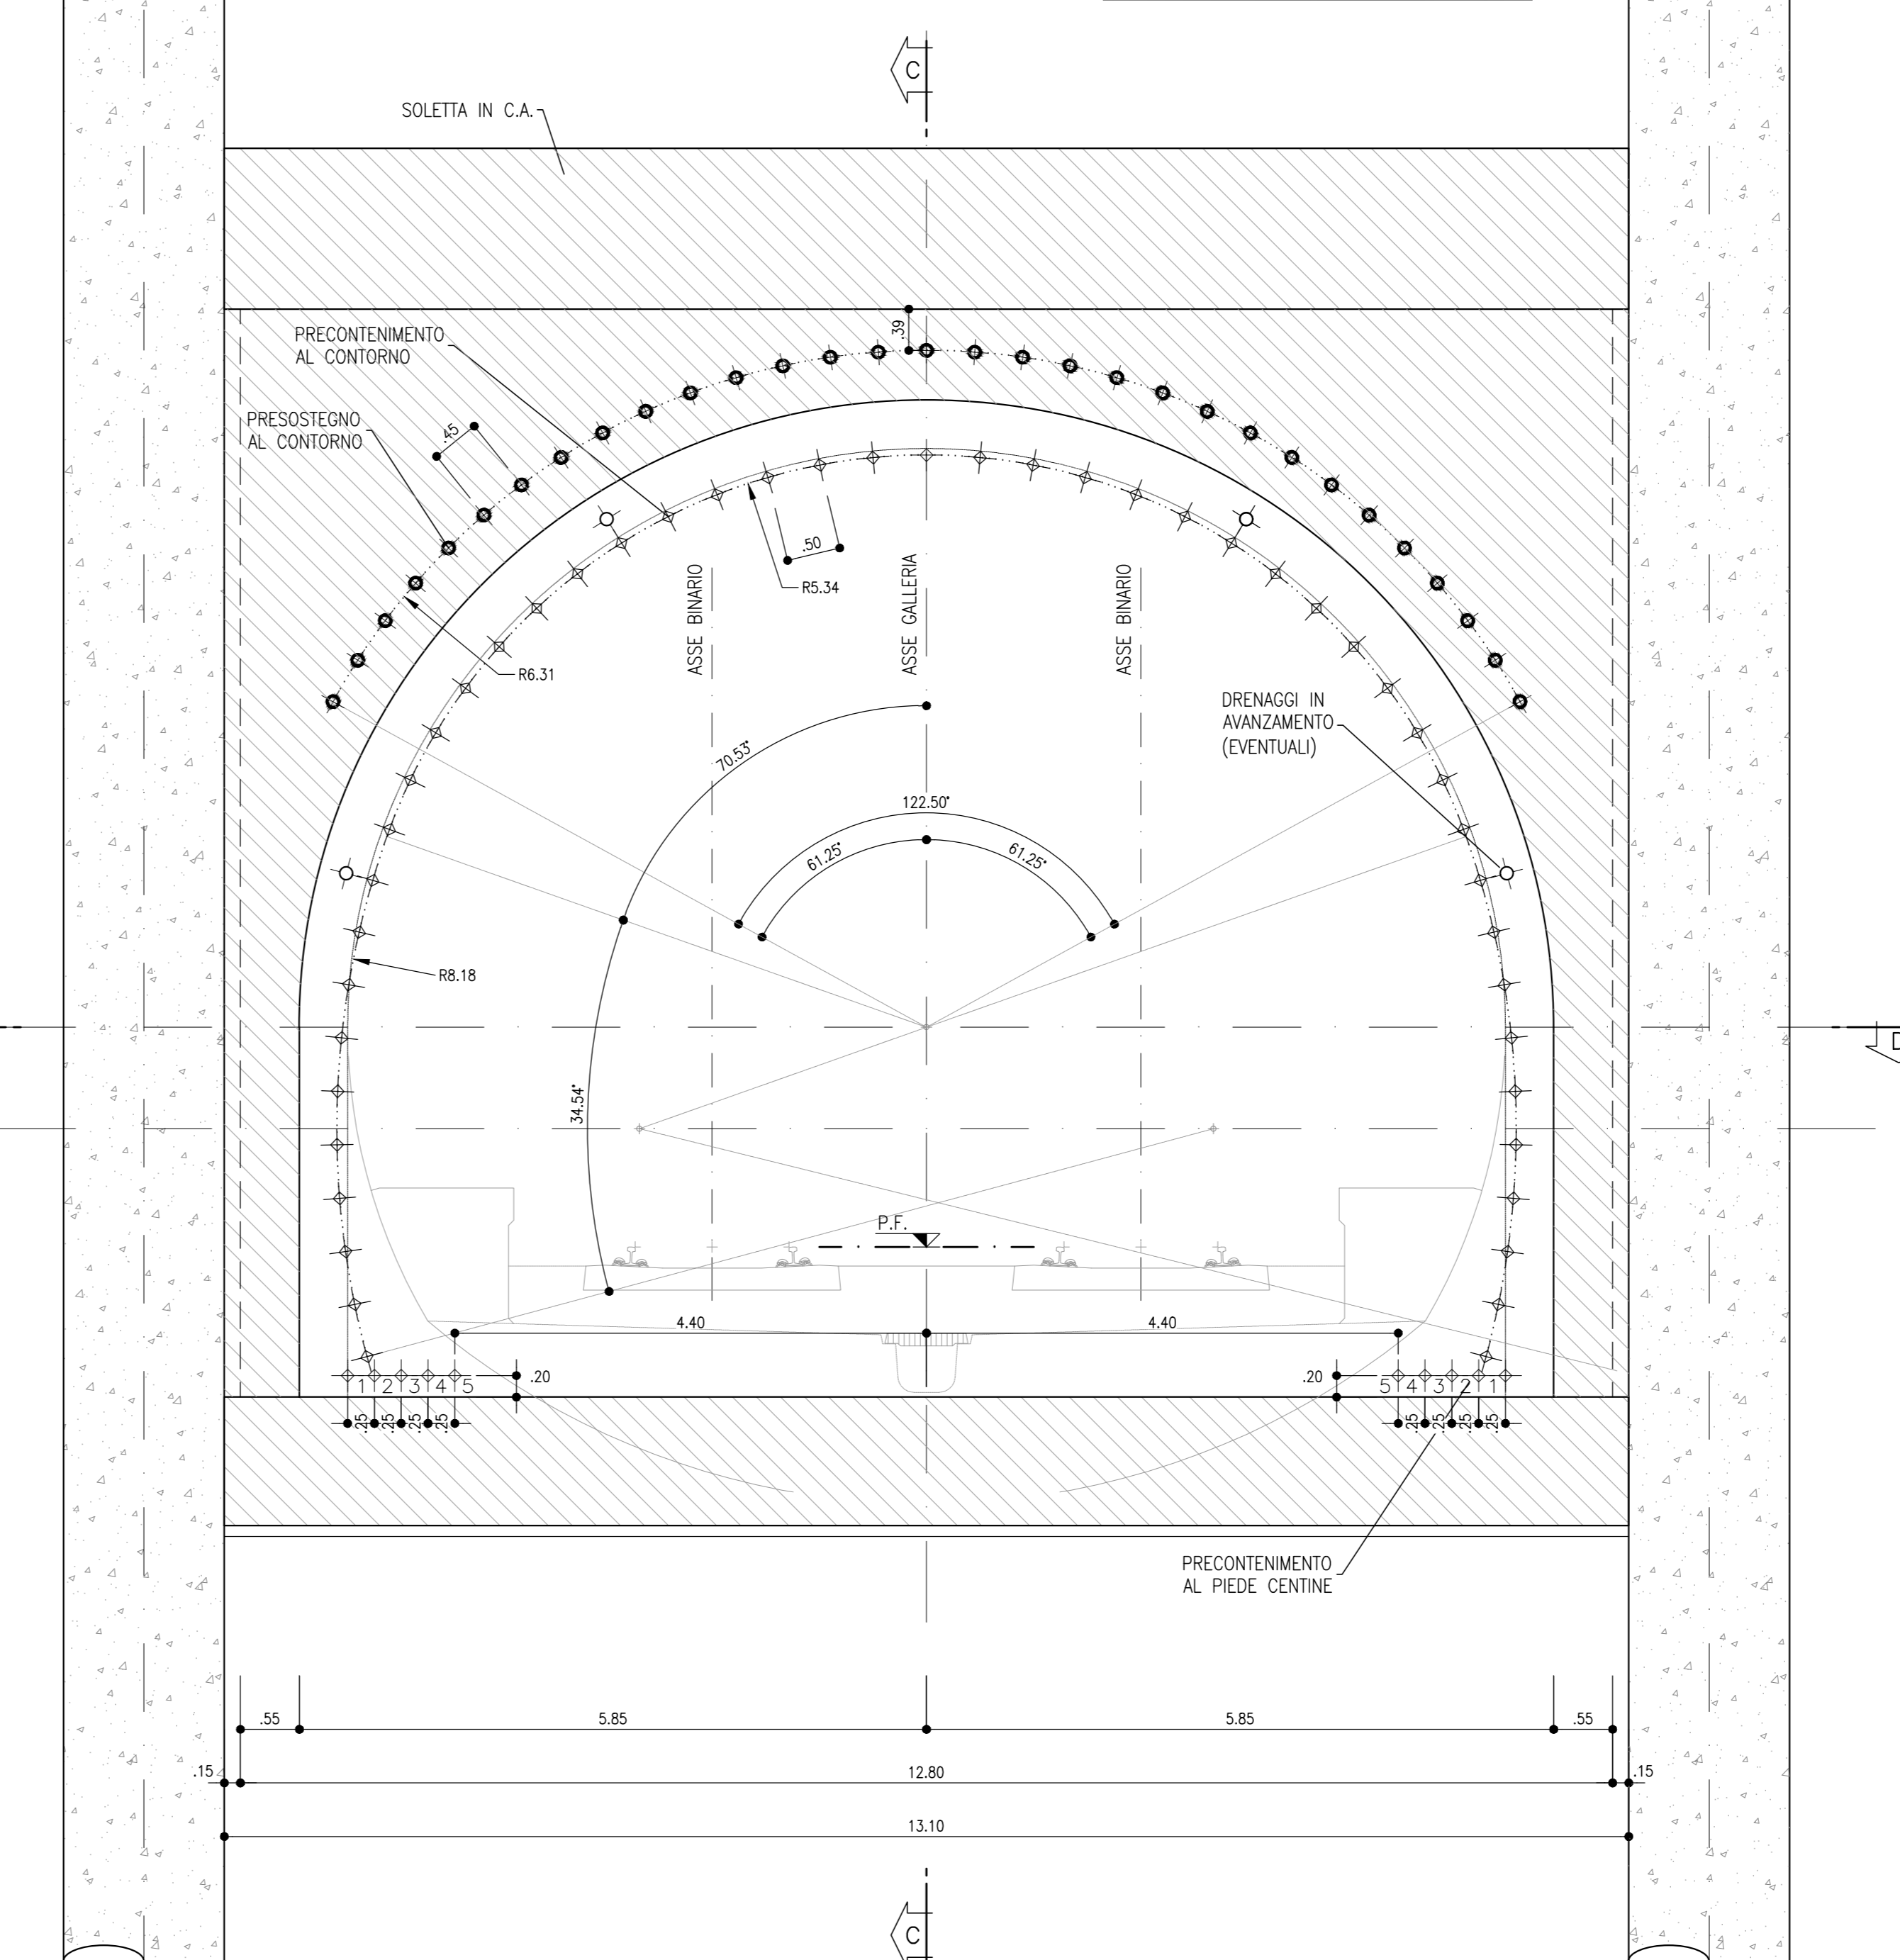 C
SOLETTA IN C.A.
.39
PRECONTENIMENTO
AL CONTORNO
PRESOSTEGNO
AL CONTORNO
.45
.50
R5.34
ASSE BINARIO
ASSE GALLERIA
ASSE BINARIO
R6.31
DRENAGGI IN
AVANZAMENTO
(EVENTUALI)
70.53°
122.50°
61.25°
61.25°
R8.18
D
34.54°
P.F.
4.40
4.40
.20
.20
1 2 3 4 5
5 4 3 2 1
.25 .25 .25 .25
.25 .25 .25 .25
PRECONTENIMENTO
AL PIEDE CENTINE
.55
5.85
5.85
.55
.15
12.80
.15
13.10
C